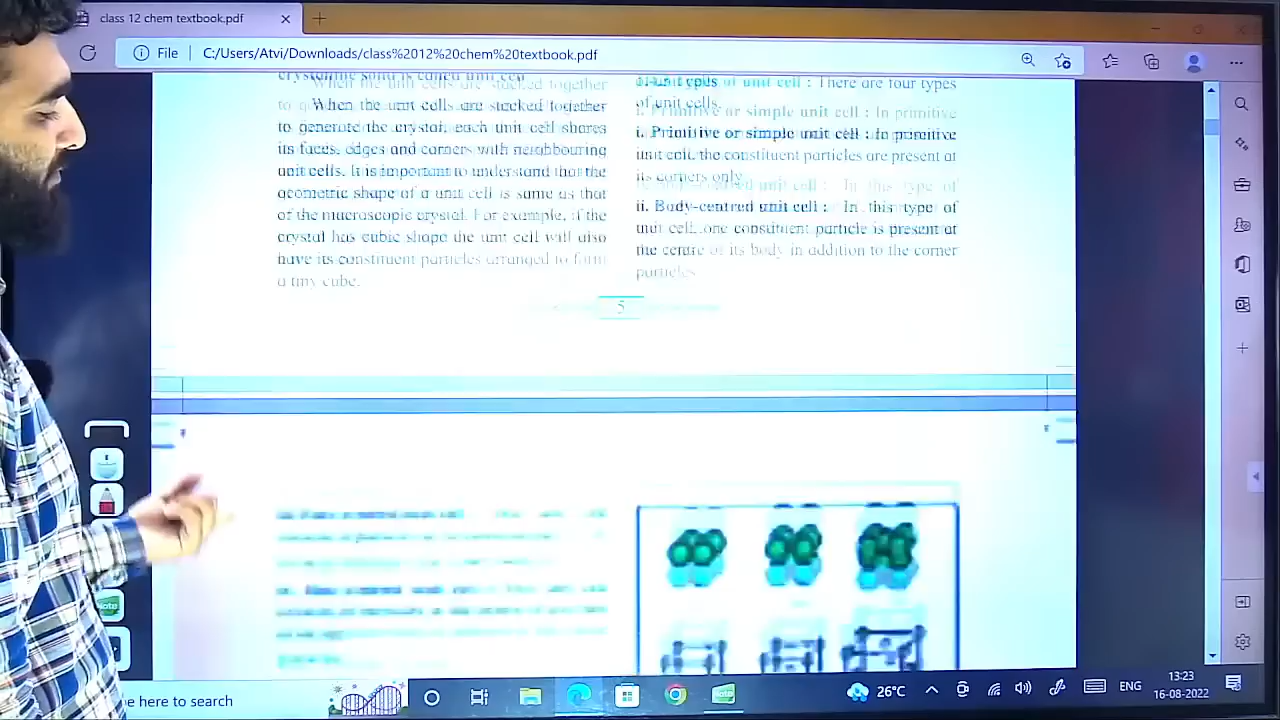 class 12 chem textbook.pdf
File
C:/Users/Atvi/Downloads/class%2012%20chem%20textbook.pdf
When the unit cells are stacked together
to generate the crystal, each unit cell shares
its faces, edges and corners with neighbouring
unit cells. It is important to understand that the
geometric shape of a unit cell is same as that
of the macroscopic crystal. For example, if the
crystal has cubic shape the unit cell will also
have its constituent particles arranged to form
a tiny cube.
of unit cell : There are four types
of unit cells.
i. Primitive or simple unit cell : In primitive
unit cell, the constituent particles are present at
its corners only.
ii. Body-centred unit cell : In this type of
unit cell, one constituent particle is present at
the centre of its body in addition to the corner
particles.
5
Note
here to search
26°C
ENG
13:23
16-08-2022